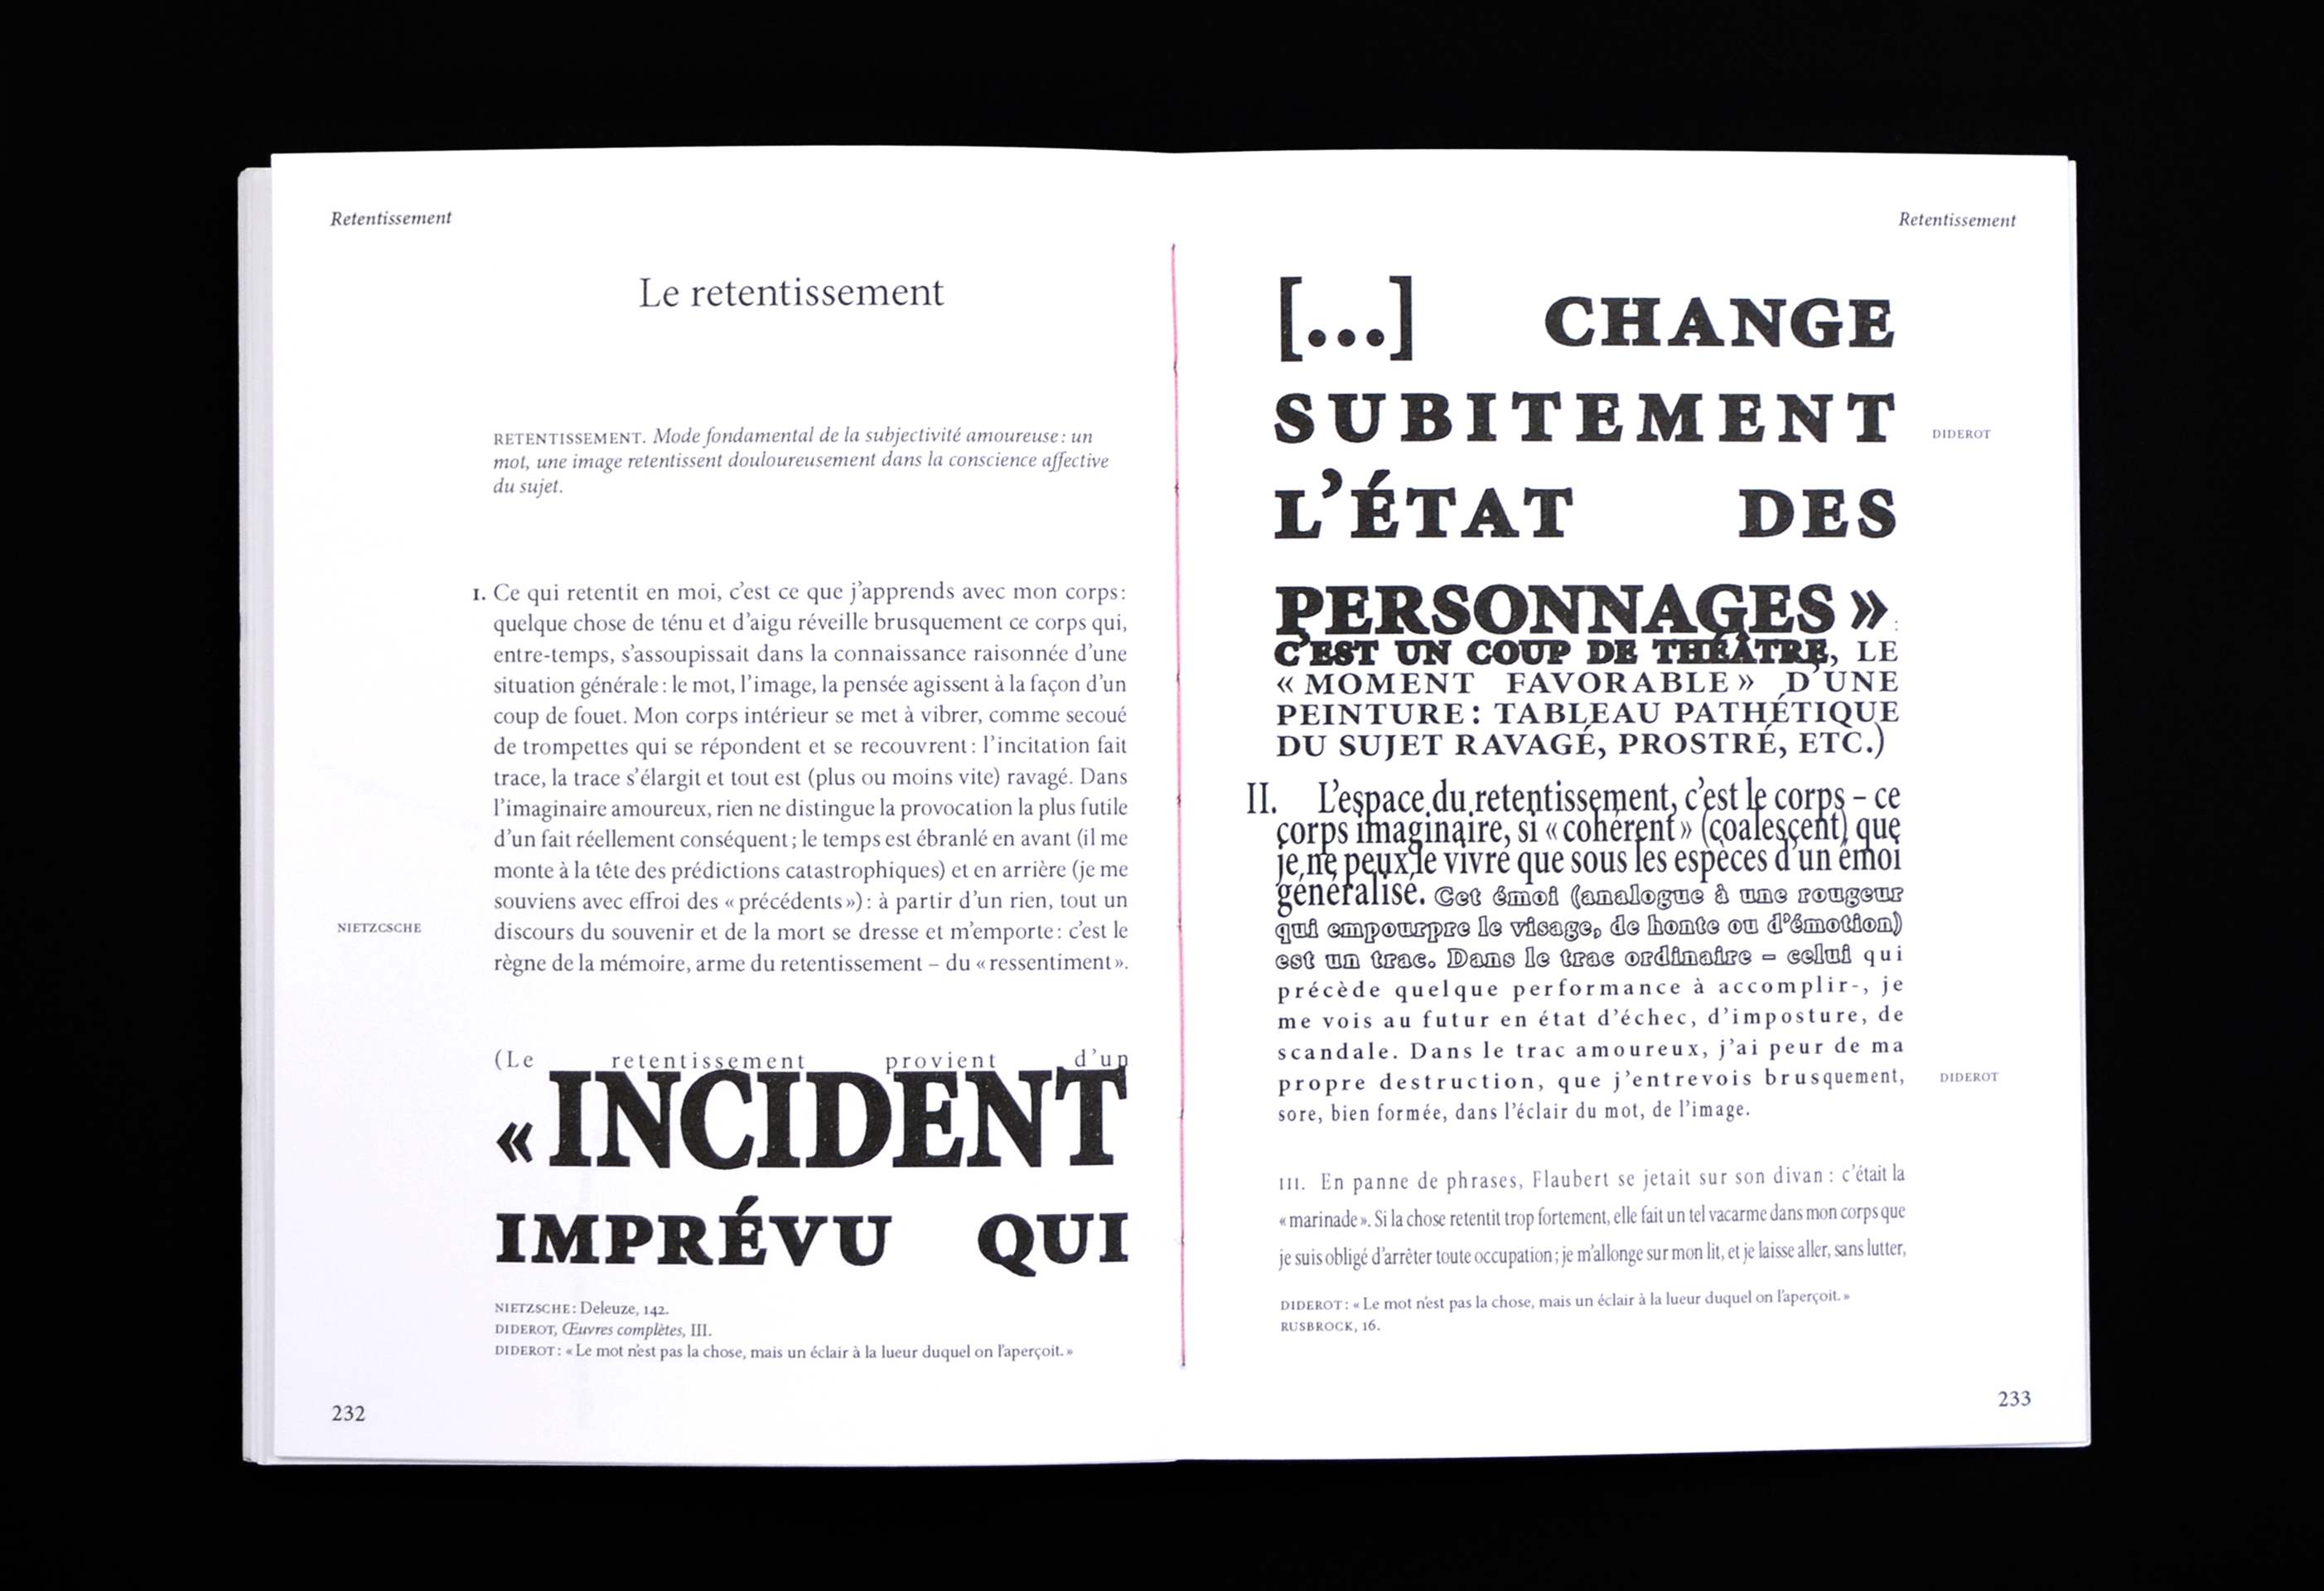 Retentissement
Le retentissement
RETENTISSEMENT. Mode fondamental de la subjectivité amoureuse : un
mot, une image retentissent douloureusement dans la conscience affective
du sujet.
I. Ce qui retentit en moi, c’est ce que j’apprends avec mon corps :
quelque chose de ténu et d’aigu réveille brusquement ce corps qui,
entre-temps, s’assoupissait dans la connaissance raisonnée d’une
situation générale : le mot, l’image, la pensée agissent à la façon d’un
coup de fouet. Mon corps intérieur se met à vibrer, comme secoué
de trompettes qui se répondent et se recouvrent : l’incitation fait
trace, la trace s’élargit et tout est (plus ou moins vite) ravagé. Dans
l’imaginaire amoureux, rien ne distingue la provocation la plus futile
d’un fait réellement conséquent ; le temps est ébranlé en avant (il me
monte à la tête des prédictions catastrophiques) et en arrière (je me
souviens avec effroi des « précédents ») : à partir d’un rien, tout un
NIETZCSCHE
discours du souvenir et de la mort se dresse et m’emporte : c’est le
règne de la mémoire, arme du retentissement – du « ressentiment ».
(Le retentissement provient d’un
« INCIDENT
IMPRÉVU QUI
NIETZSCHE : Deleuze, 142.
DIDEROT, Œuvres complètes, III.
DIDEROT : « Le mot n’est pas la chose, mais un éclair à la lueur duquel on l’aperçoit. »
232
Retentissement
[...] CHANGE
SUBITEMENT
DIDEROT
L’ÉTAT DES
PERSONNAGES » :
C’EST UN COUP DE THÉÂTRE, LE
« MOMENT FAVORABLE » D’UNE
PEINTURE : TABLEAU PATHÉTIQUE
DU SUJET RAVAGÉ, PROSTRÉ, ETC.)
II. L’espace du retentissement, c’est le corps – ce
corps imaginaire, si « cohérent » (coalescent) que
je ne peux le vivre que sous les espèces d’un émoi
généralisé. Cet émoi (analogue à une rougeur
qui empourpre le visage, de honte ou d’émotion)
est un trac. Dans le trac ordinaire – celui qui
précède quelque performance à accomplir-, je
me vois au futur en état d’échec, d’imposture, de
scandale. Dans le trac amoureux, j’ai peur de ma
propre destruction, que j’entrevois brusquement,
DIDEROT
sore, bien formée, dans l’éclair du mot, de l’image.
III. En panne de phrases, Flaubert se jetait sur son divan : c’était la
« marinade ». Si la chose retentit trop fortement, elle fait un tel vacarme dans mon corps que
je suis obligé d’arrêter toute occupation ; je m’allonge sur mon lit, et je laisse aller, sans lutter,
DIDEROT : « Le mot n’est pas la chose, mais un éclair à la lueur duquel on l’aperçoit. »
RUSBROCK, 16.
233